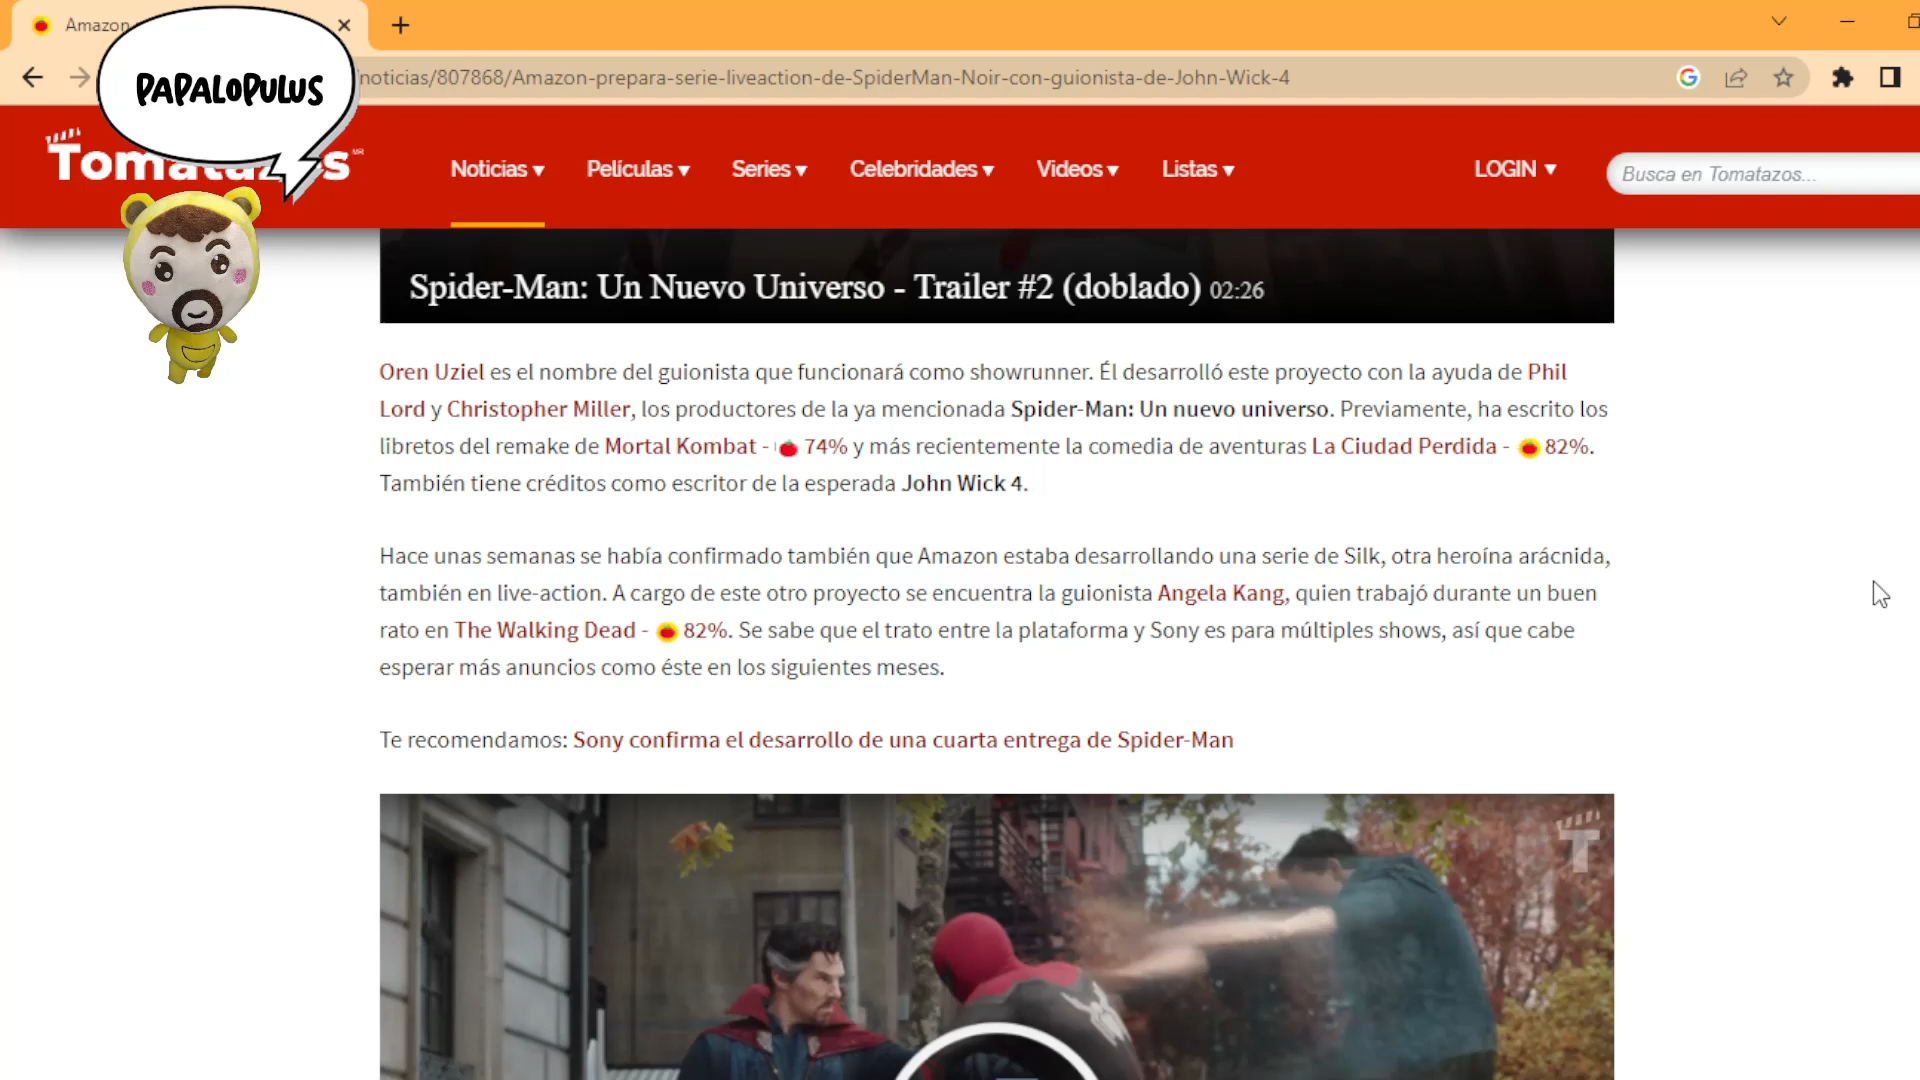 Amazon
PAPALOPULUS
noticias/807868/Amazon-prepara-serie-liveaction-de-SpiderMan-Noir-con-guionista-de-John-Wick-4
Tomatazos
Noticias ▾ Películas ▾ Series ▾ Celebridades ▾ Videos ▾ Listas ▾ LOGIN ▾ Busca en Tomatazos...
Spider-Man: Un Nuevo Universo - Trailer #2 (doblado) 02:26
Oren Uziel es el nombre del guionista que funcionará como showrunner. Él desarrolló este proyecto con la ayuda de Phil
Lord y Christopher Miller, los productores de la ya mencionada Spider-Man: Un nuevo universo. Previamente, ha escrito los
libretos del remake de Mortal Kombat - 74% y más recientemente la comedia de aventuras La Ciudad Perdida - 82%.
También tiene créditos como escritor de la esperada John Wick 4.
Hace unas semanas se había confirmado también que Amazon estaba desarrollando una serie de Silk, otra heroína arácnida,
también en live-action. A cargo de este otro proyecto se encuentra la guionista Angela Kang, quien trabajó durante un buen
rato en The Walking Dead - 82%. Se sabe que el trato entre la plataforma y Sony es para múltiples shows, así que cabe
esperar más anuncios como éste en los siguientes meses.
Te recomendamos: Sony confirma el desarrollo de una cuarta entrega de Spider-Man